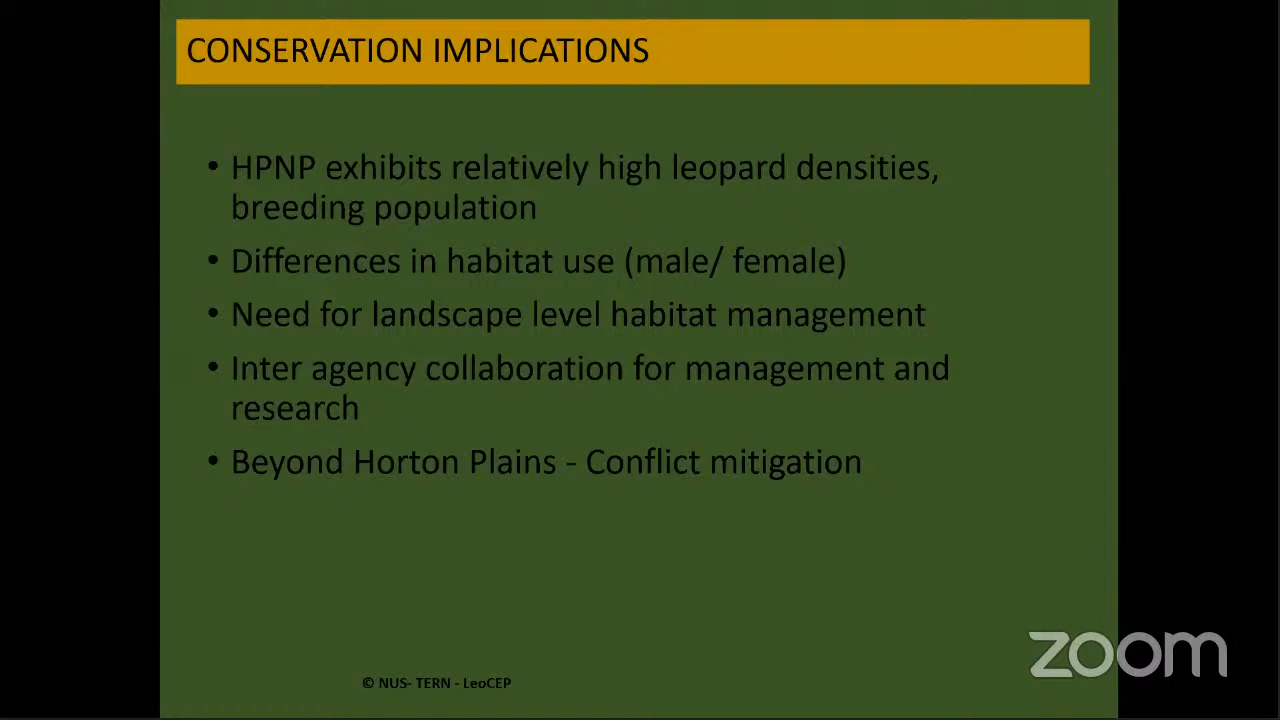 CONSERVATION IMPLICATIONS
• HPNP exhibits relatively high leopard densities,
breeding population
• Differences in habitat use (male/ female)
• Need for landscape level habitat management
• Inter agency collaboration for management and
research
• Beyond Horton Plains - Conflict mitigation
zoom
© NUS- TERN - LeoCEP